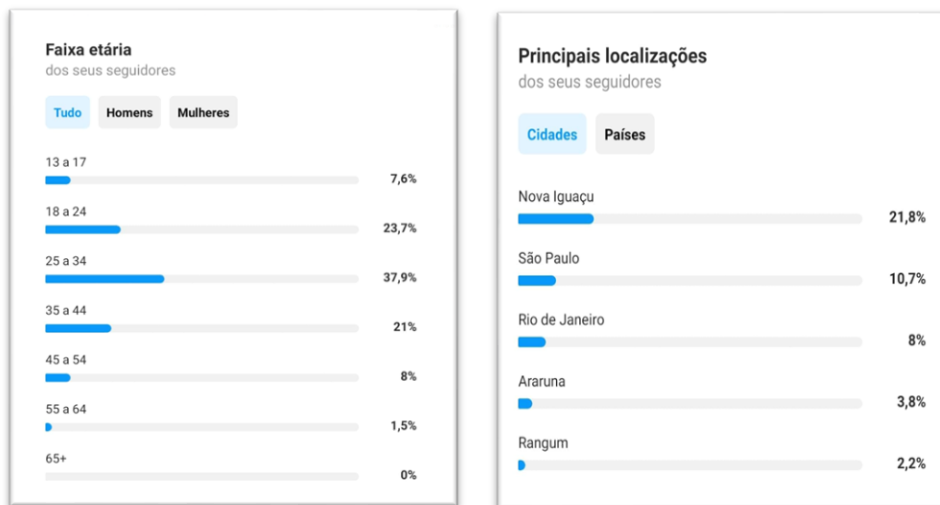 Faixa etária
dos seus seguidores
Tudo Homens Mulheres
13 a 17
7,6%
18 a 24
23,7%
25 a 34
37,9%
35 a 44
21%
45 a 54
8%
55 a 64
1,5%
65+
0%
Principais localizações
dos seus seguidores
Cidades Países
Nova Iguaçu
21,8%
São Paulo
10,7%
Rio de Janeiro
8%
Araruna
3,8%
Rangum
2,2%